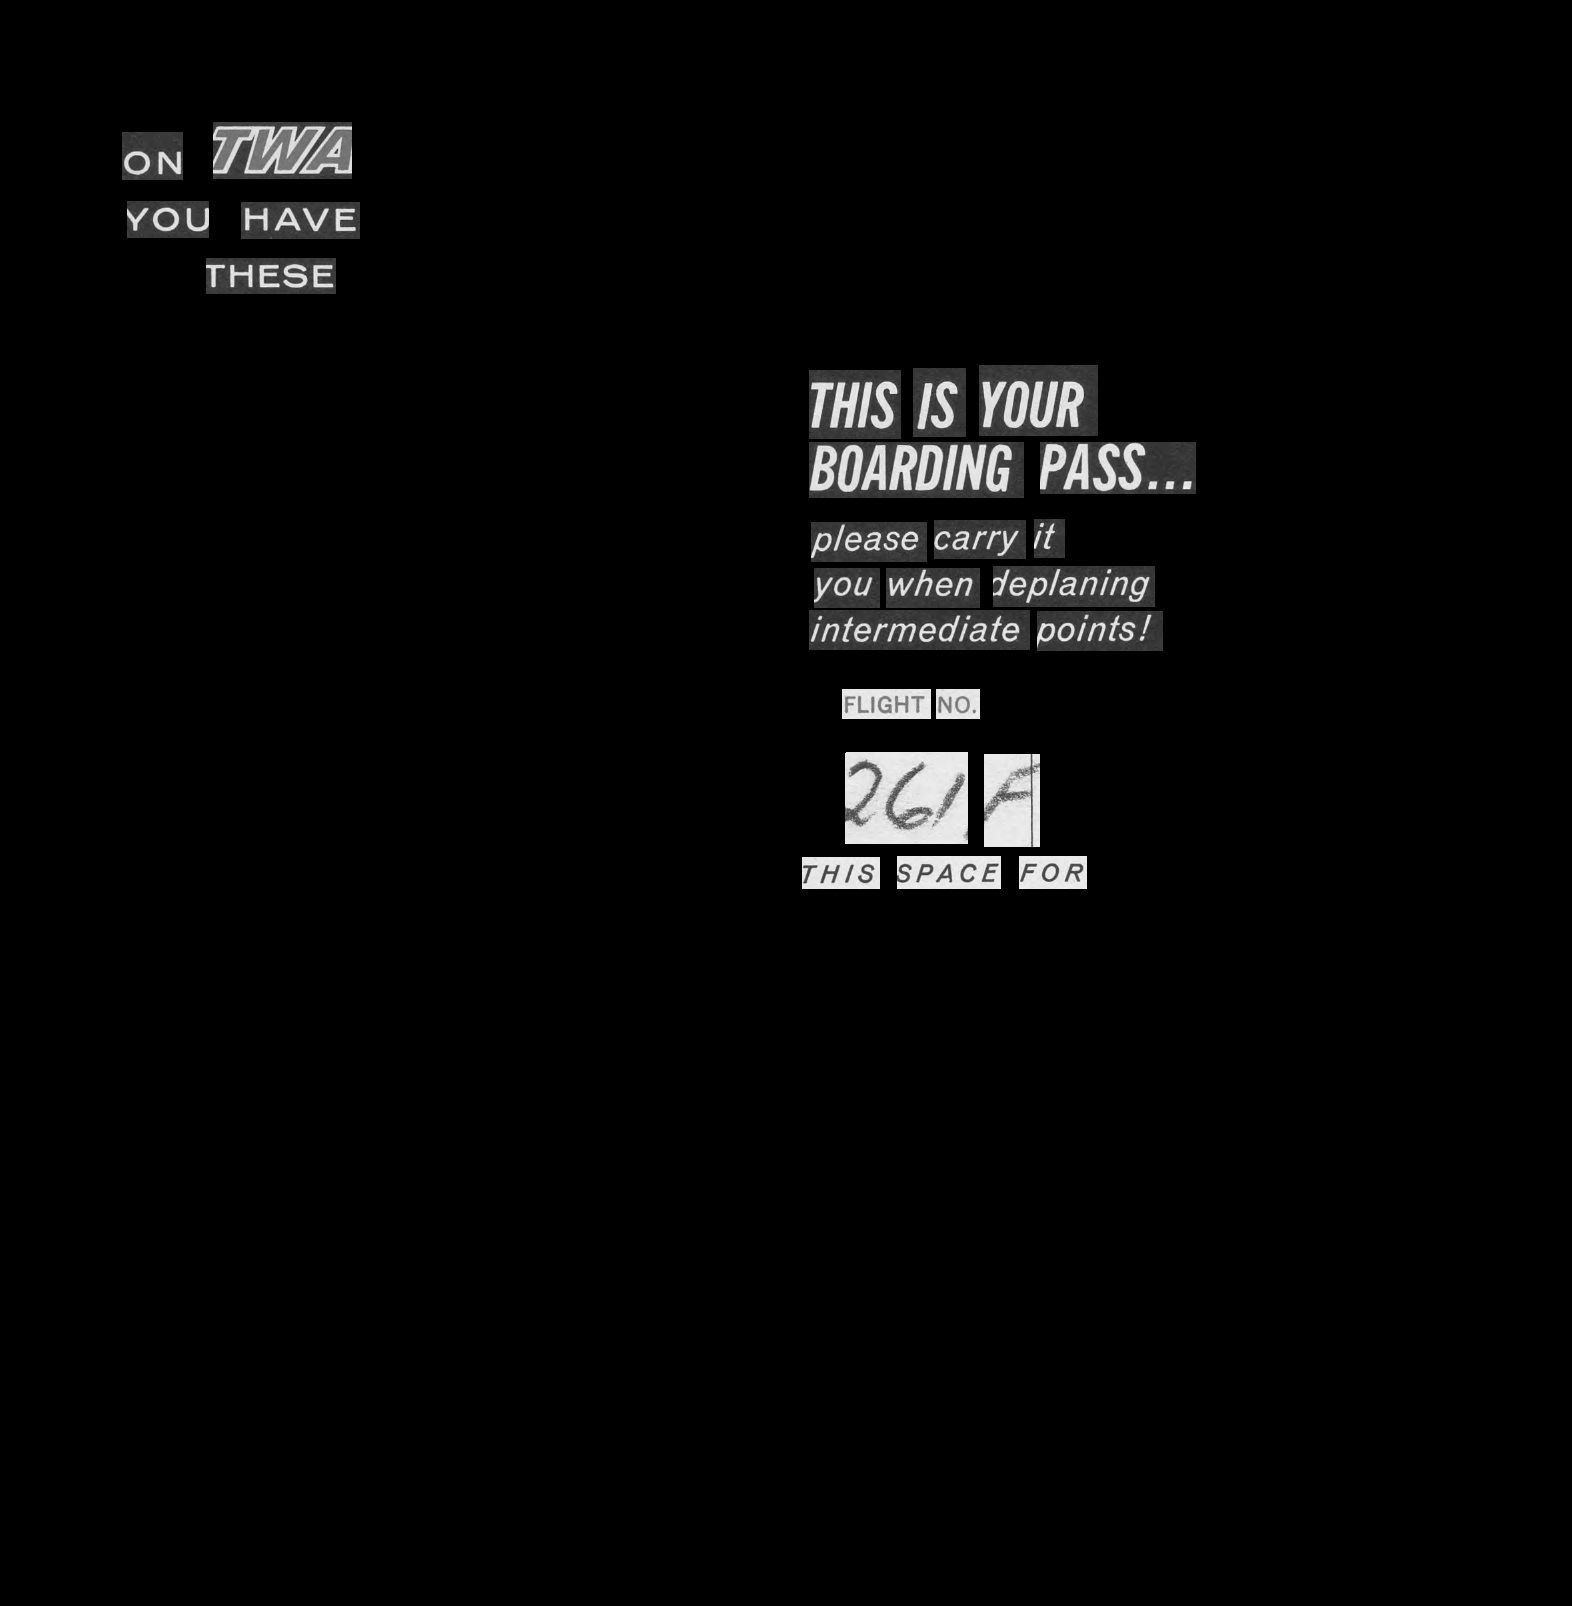 ON TWA
YOU HAVE
THESE
THIS IS YOUR
BOARDING PASS...
please carry it
you when deplaning
intermediate points!
FLIGHT NO.
261 F
THIS SPACE FOR